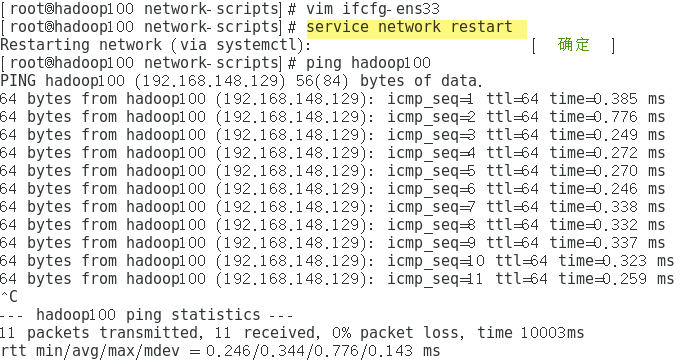 [root@hadoop100 network-scripts]# vim ifcfg-ens33
[root@hadoop100 network-scripts]# service network restart
Restarting network (via systemctl): [ 确定 ]
[root@hadoop100 network-scripts]# ping hadoop100
PING hadoop100 (192.168.148.129) 56(84) bytes of data.
64 bytes from hadoop100 (192.168.148.129): icmp_seq=1 ttl=64 time=0.385 ms
64 bytes from hadoop100 (192.168.148.129): icmp_seq=2 ttl=64 time=0.776 ms
64 bytes from hadoop100 (192.168.148.129): icmp_seq=3 ttl=64 time=0.249 ms
64 bytes from hadoop100 (192.168.148.129): icmp_seq=4 ttl=64 time=0.272 ms
64 bytes from hadoop100 (192.168.148.129): icmp_seq=5 ttl=64 time=0.270 ms
64 bytes from hadoop100 (192.168.148.129): icmp_seq=6 ttl=64 time=0.246 ms
64 bytes from hadoop100 (192.168.148.129): icmp_seq=7 ttl=64 time=0.338 ms
64 bytes from hadoop100 (192.168.148.129): icmp_seq=8 ttl=64 time=0.332 ms
64 bytes from hadoop100 (192.168.148.129): icmp_seq=9 ttl=64 time=0.337 ms
64 bytes from hadoop100 (192.168.148.129): icmp_seq=10 ttl=64 time=0.323 ms
64 bytes from hadoop100 (192.168.148.129): icmp_seq=11 ttl=64 time=0.259 ms
^C
--- hadoop100 ping statistics ---
11 packets transmitted, 11 received, 0% packet loss, time 10003ms
rtt min/avg/max/mdev = 0.246/0.344/0.776/0.143 ms